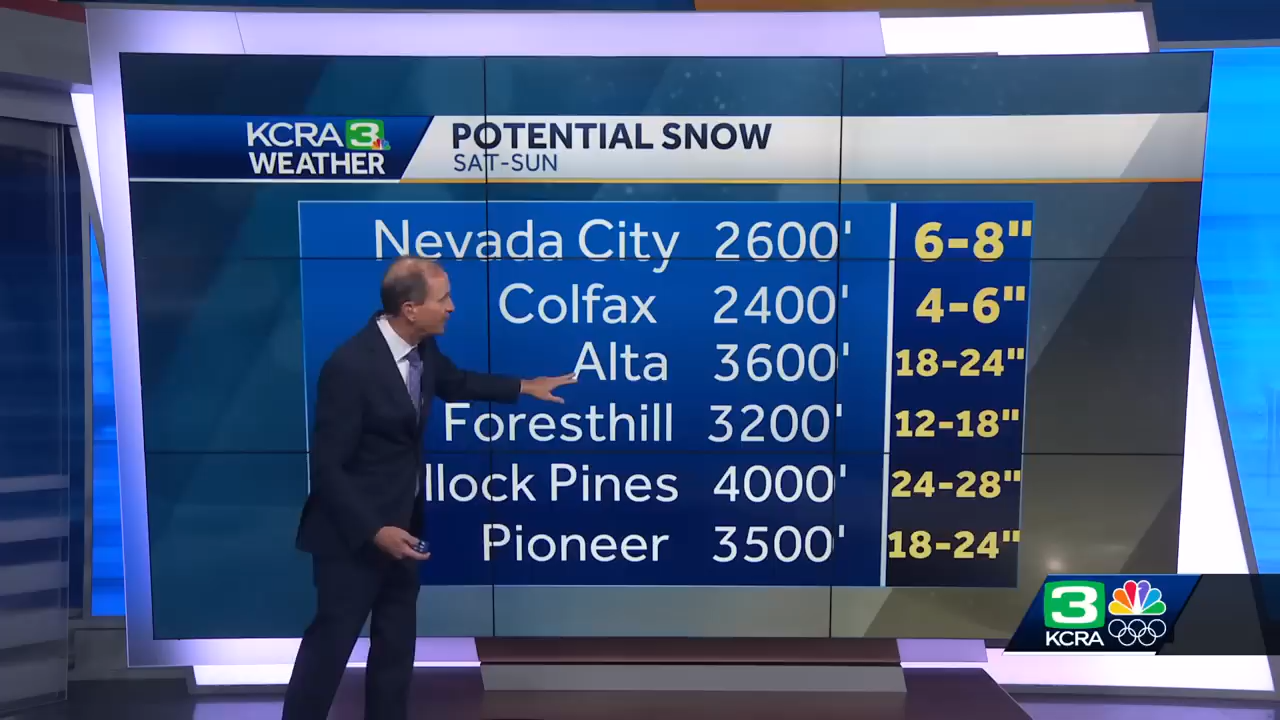 KCRA 3
WEATHER
POTENTIAL SNOW
SAT-SUN
Nevada City 2600' 6-8"
Colfax 2400' 4-6"
Alta 3600' 18-24"
Foresthill 3200' 12-18"
llock Pines 4000' 24-28"
Pioneer 3500' 18-24"
3
KCRA